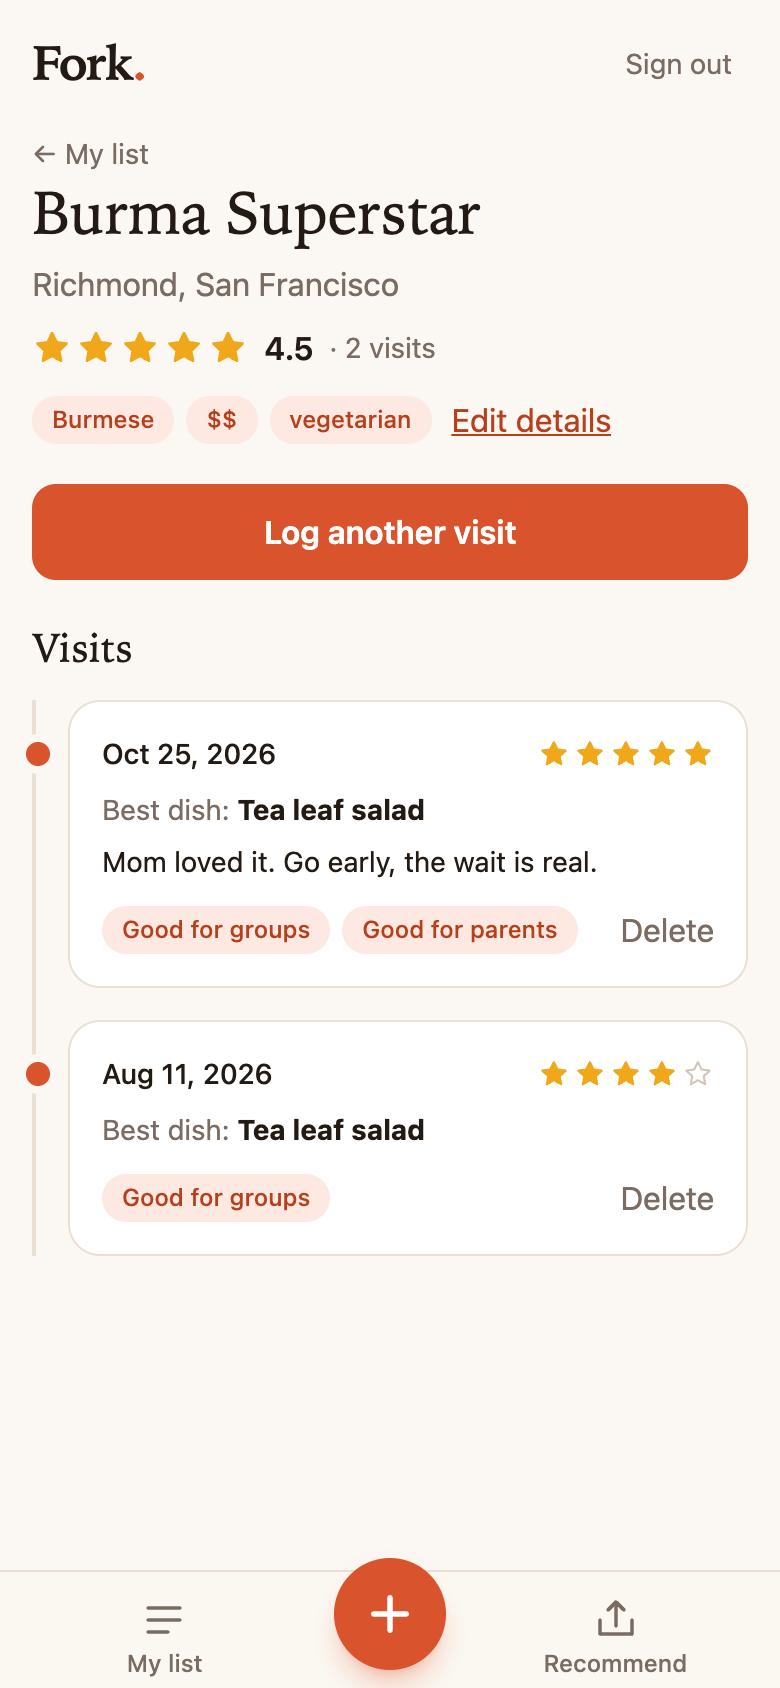 Fork.
Sign out
← My list
Burma Superstar
Richmond, San Francisco
4.5 · 2 visits
Burmese $$ vegetarian Edit details
Log another visit
Visits
Oct 25, 2026
Best dish: Tea leaf salad
Mom loved it. Go early, the wait is real.
Good for groups Good for parents Delete
Aug 11, 2026
Best dish: Tea leaf salad
Good for groups Delete
My list
Recommend